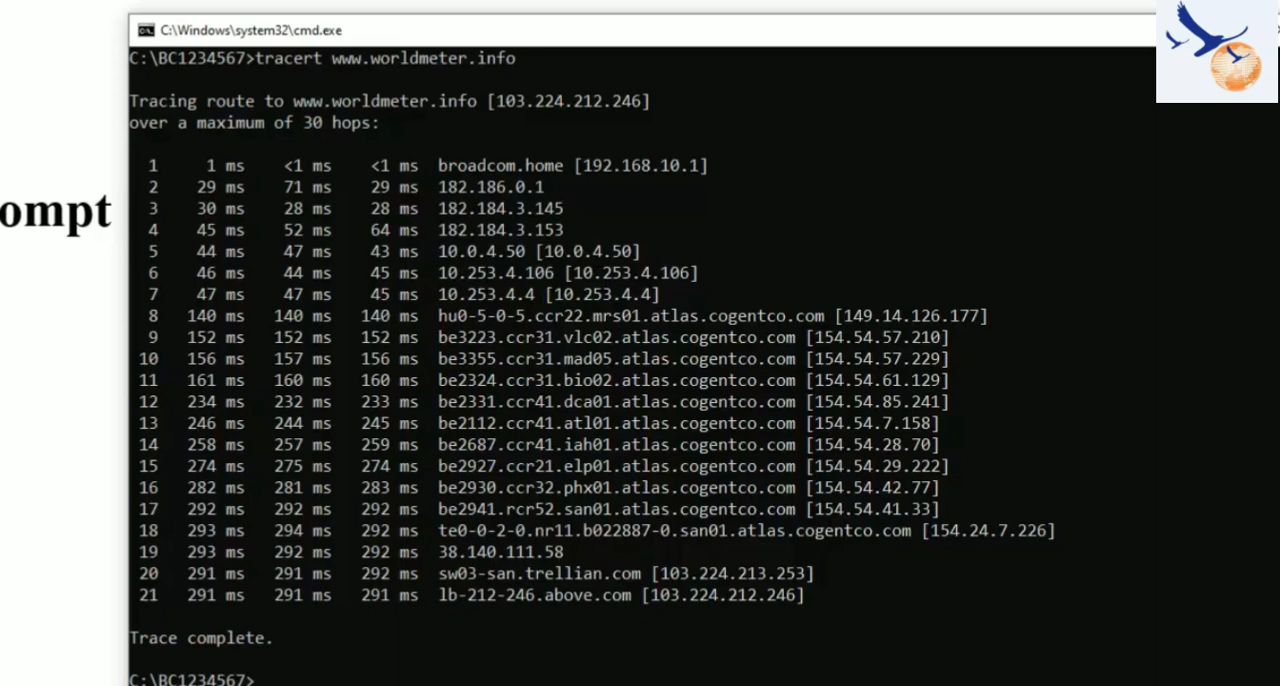 C:\Windows\system32\cmd.exe
C:\BC1234567>tracert www.worldmeter.info
Tracing route to www.worldmeter.info [103.224.212.246]
over a maximum of 30 hops:
1 1 ms <1 ms <1 ms broadcom.home [192.168.10.1]
2 29 ms 71 ms 29 ms 182.186.0.1
3 30 ms 28 ms 28 ms 182.184.3.145
ompt
4 45 ms 52 ms 64 ms 182.184.3.153
5 44 ms 47 ms 43 ms 10.0.4.50 [10.0.4.50]
6 46 ms 44 ms 45 ms 10.253.4.106 [10.253.4.106]
7 47 ms 47 ms 45 ms 10.253.4.4 [10.253.4.4]
8 140 ms 140 ms 140 ms hu0-5-0-5.ccr22.mrs01.atlas.cogentco.com [149.14.126.177]
9 152 ms 152 ms 152 ms be3223.ccr31.vlc02.atlas.cogentco.com [154.54.57.210]
10 156 ms 157 ms 156 ms be3355.ccr31.mad05.atlas.cogentco.com [154.54.57.229]
11 161 ms 160 ms 160 ms be2324.ccr31.bio02.atlas.cogentco.com [154.54.61.129]
12 234 ms 232 ms 233 ms be2331.ccr41.dca01.atlas.cogentco.com [154.54.85.241]
13 246 ms 244 ms 245 ms be2112.ccr41.atl01.atlas.cogentco.com [154.54.7.158]
14 258 ms 257 ms 259 ms be2687.ccr41.iah01.atlas.cogentco.com [154.54.28.70]
15 274 ms 275 ms 274 ms be2927.ccr21.elp01.atlas.cogentco.com [154.54.29.222]
16 282 ms 281 ms 283 ms be2930.ccr32.phx01.atlas.cogentco.com [154.54.42.77]
17 292 ms 291 ms 292 ms be2941.rcr52.san01.atlas.cogentco.com [154.54.41.33]
18 293 ms 294 ms 292 ms te0-0-2-0.nr11.b022887-0.san01.atlas.cogentco.com [154.24.7.226]
19 293 ms 292 ms 292 ms 38.140.111.58
20 291 ms 291 ms 292 ms sw03-san.trellian.com [103.224.213.253]
21 291 ms 291 ms 291 ms lb-212-246.above.com [103.224.212.246]
Trace complete.
C:\BC1234567>